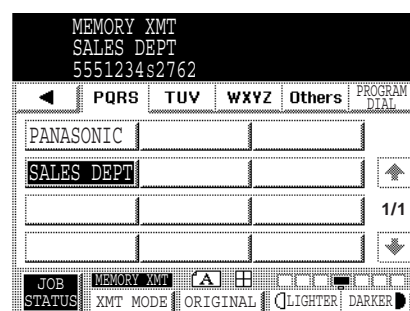 MEMORY XMT
SALES DEPT
5551234s2762
PQRS TUV WXYZ Others PROGRAM DIAL
PANASONIC
SALES DEPT
1/1
JOB STATUS
MEMORY XMT A
XMT MODE ORIGINAL LIGHTER DARKER